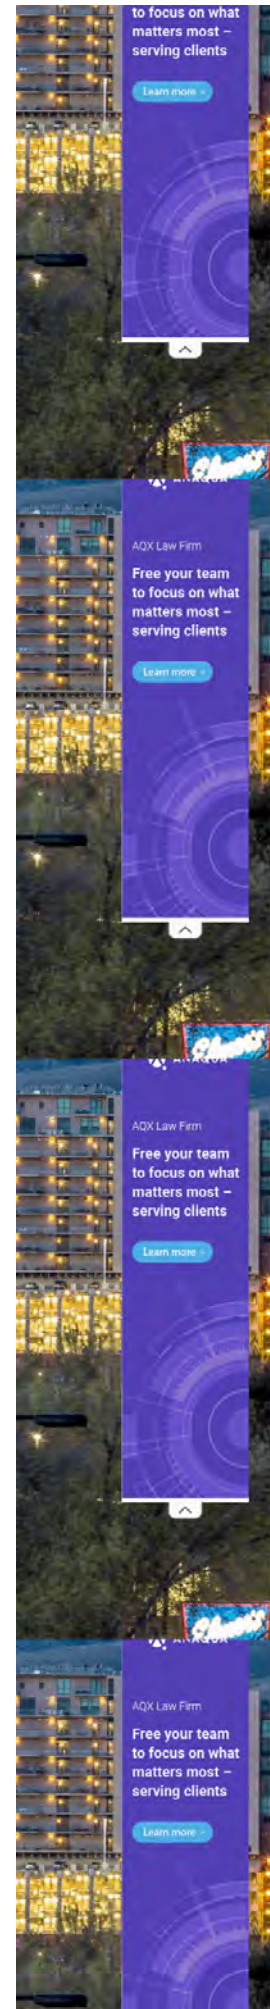 to focus on what
matters most –
serving clients
Learn more
AQX Law Firm
Free your team
to focus on what
matters most –
serving clients
Learn more
ANAQUA
AQX Law Firm
Free your team
to focus on what
matters most –
serving clients
Learn more
ANAQUA
AQX Law Firm
Free your team
to focus on what
matters most –
serving clients
Learn more